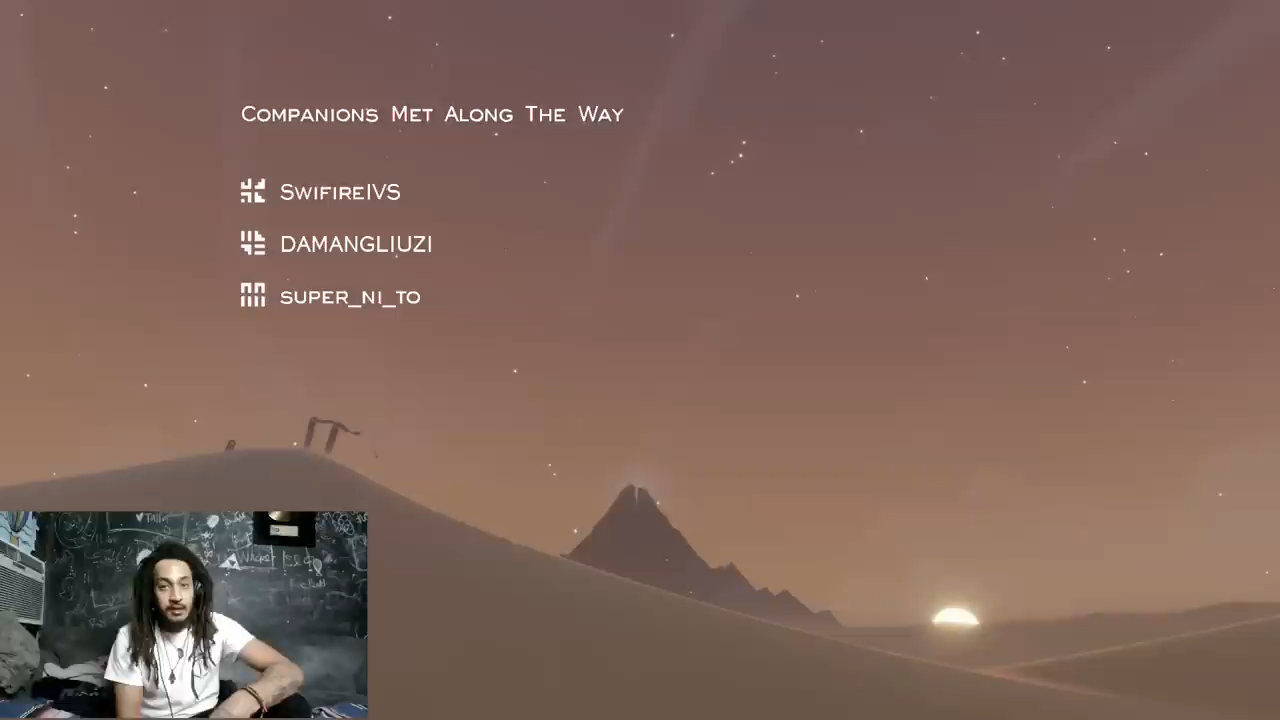 Companions Met Along The Way
SwifireIVS
DAMANGLIUZI
super_ni_to